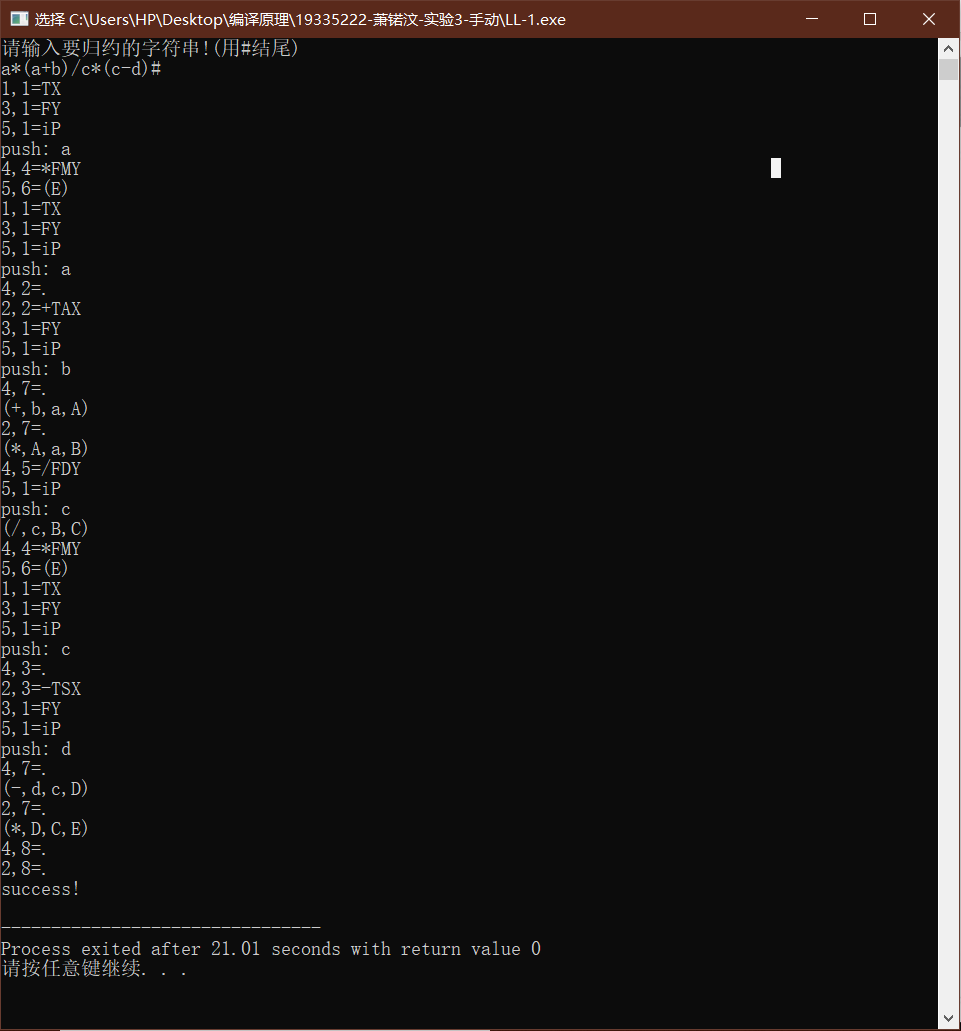 选择 C:\Users\HP\Desktop\编译原理\19335222-萧锘汶-实验3-手动\LL-1.exe
请输入要归约的字符串!(用#结尾)
a*(a+b)/c*(c-d)#
1,1=TX
3,1=FY
5,1=iP
push: a
4,4=*FMY
5,6=(E)
1,1=TX
3,1=FY
5,1=iP
push: a
4,2=.
2,2=+TAX
3,1=FY
5,1=iP
push: b
4,7=.
(+,b,a,A)
2,7=.
(*,A,a,B)
4,5=/FDY
5,1=iP
push: c
(/,c,B,C)
4,4=*FMY
5,6=(E)
1,1=TX
3,1=FY
5,1=iP
push: c
4,3=.
2,3=-TSX
3,1=FY
5,1=iP
push: d
4,7=.
(-,d,c,D)
2,7=.
(*,D,C,E)
4,8=.
2,8=.
success!
--------------------------------
Process exited after 21.01 seconds with return value 0
请按任意键继续. . .